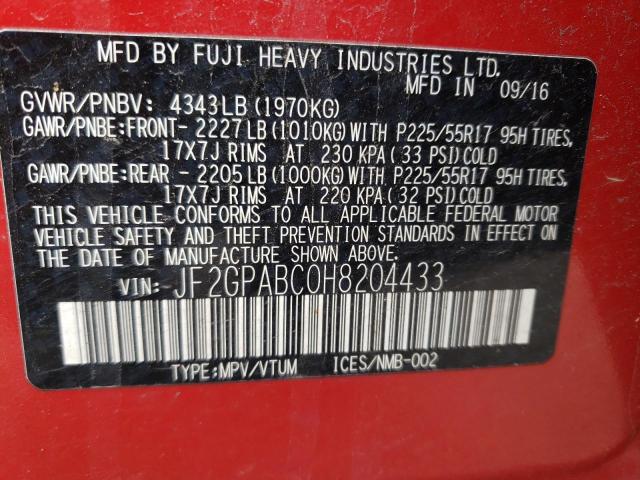 MFD BY FUJI HEAVY INDUSTRIES LTD.
MFD IN 09/16
GVWR/PNBV: 4343LB (1970KG)
GAWR/PNBE:FRONT- 2227LB (1010KG) WITH P225/55R17 95H TIRES,
17X7J RIMS AT 230 KPA (33 PSI) COLD
GAWR/PNBE:REAR - 2205LB (1000KG) WITH P225/55R17 95H TIRES,
17X7J RIMS AT 220 KPA (32 PSI) COLD
THIS VEHICLE CONFORMS TO ALL APPLICABLE FEDERAL MOTOR
VEHICLE SAFETY AND THEFT PREVENTION STANDARDS IN EFFECT ON
THE DATE OF MANUFACTURE SHOWN ABOVE.
VIN: JF2GPABC0H8204433
TYPE:MPV/VTUM ICES/NMB-002